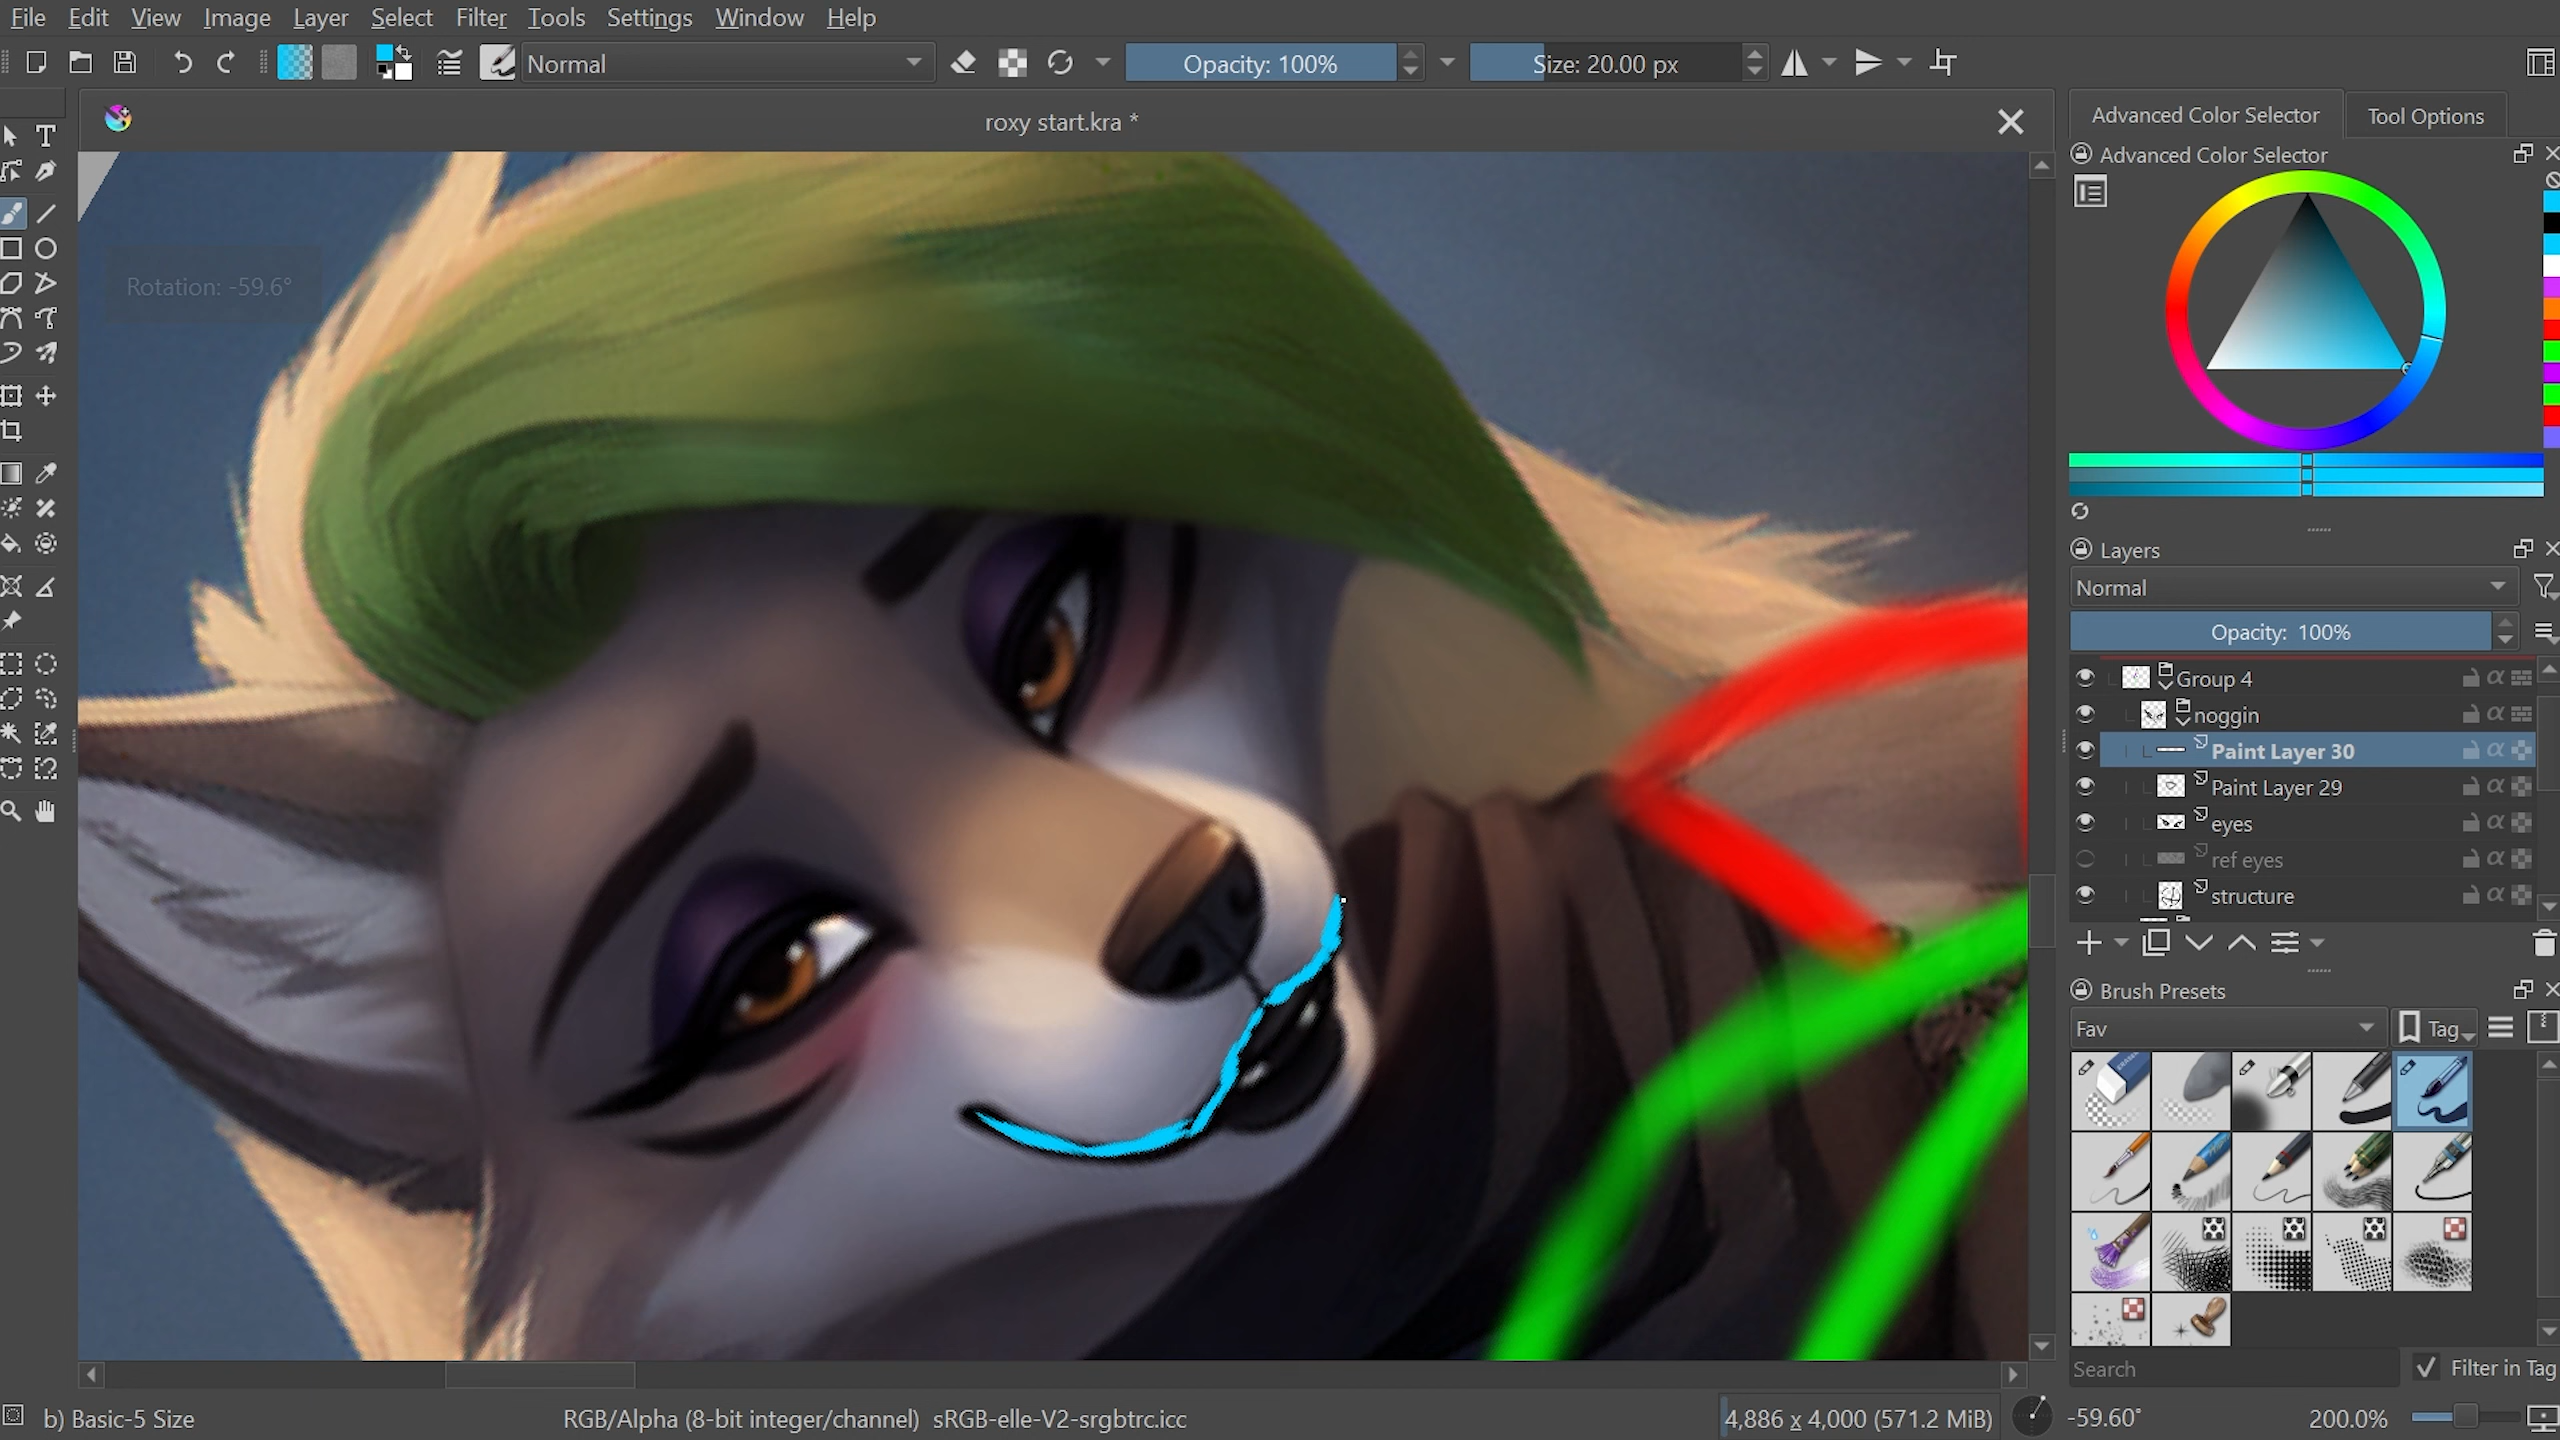 File Edit View Image Layer Select Filter Tools Settings Window Help
Normal Opacity: 100% Size: 20.00 px
roxy start.kra *
Advanced Color Selector Tool Options
Advanced Color Selector
Rotation: -59.6°
Layers
Normal
Opacity: 100%
Group 4
noggin
Paint Layer 30
Paint Layer 29
eyes
ref eyes
structure
Brush Presets
Fav Tag
Search Filter in Tag
b) Basic-5 Size RGB/Alpha (8-bit integer/channel) sRGB-elle-V2-srgbtrc.icc 4,886 x 4,000 (571.2 MiB) -59.60° 200.0%